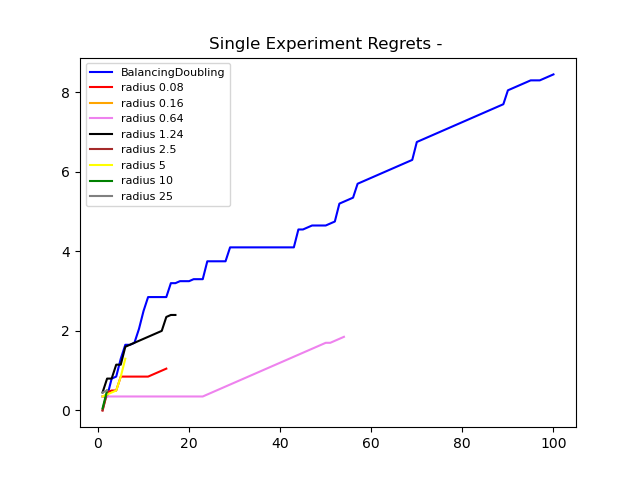 Single Experiment Regrets -
BalancingDoubling
radius 0.08
radius 0.16
radius 0.64
radius 1.24
radius 2.5
radius 5
radius 10
radius 25
8
6
4
2
0
0 20 40 60 80 100